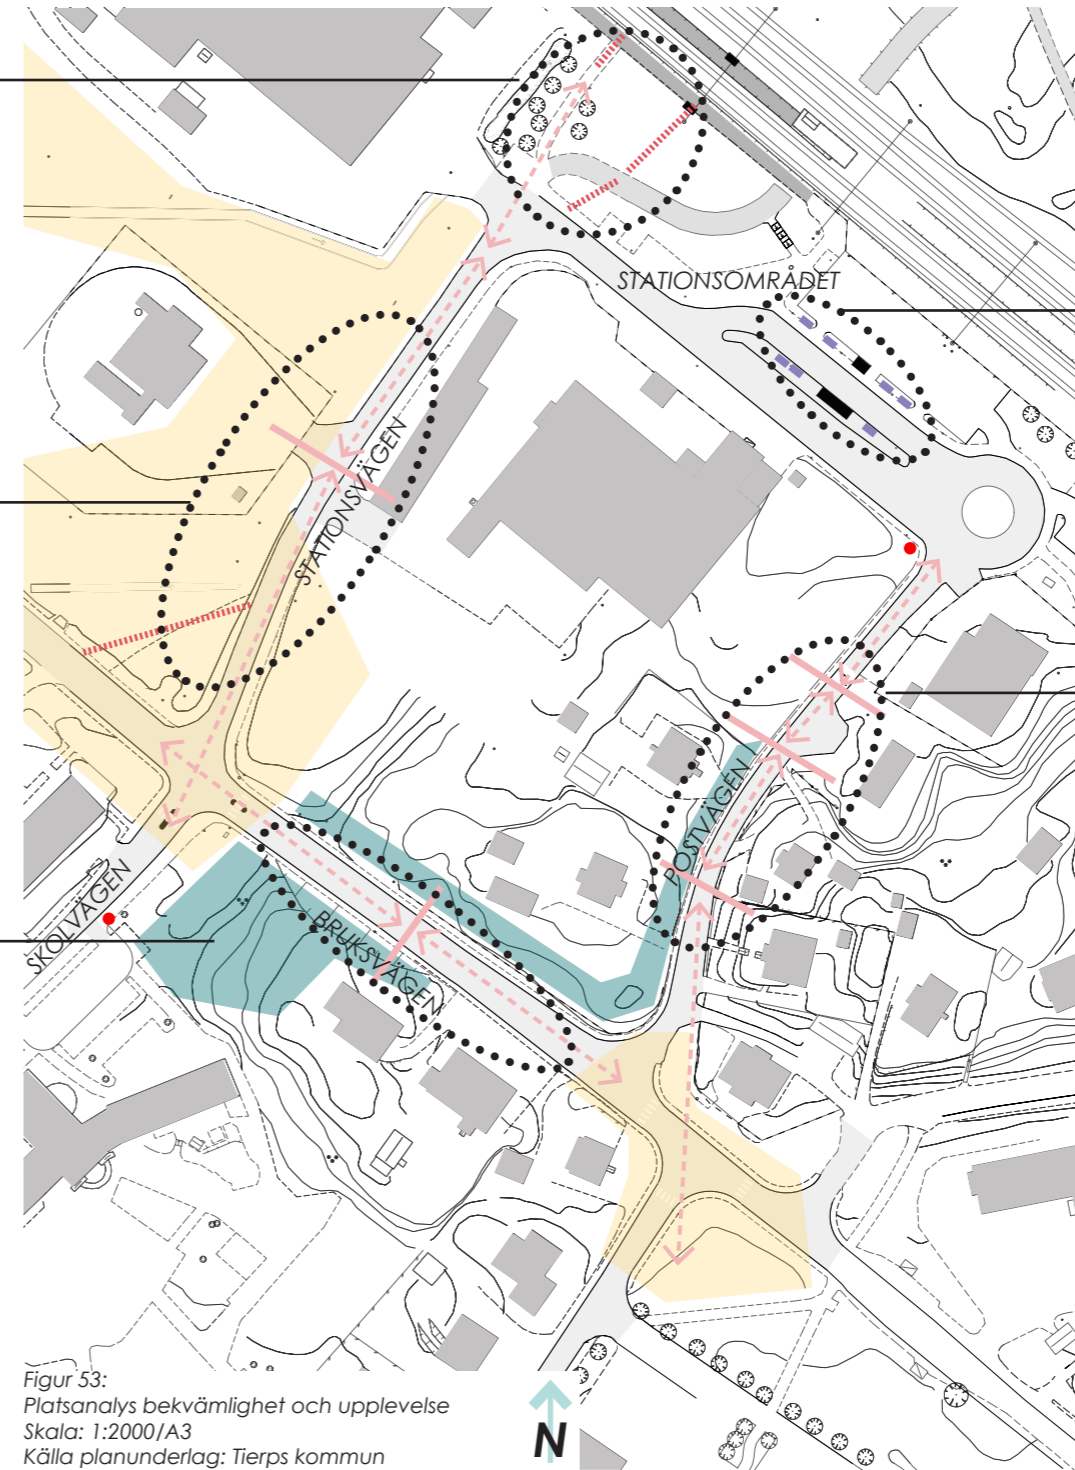 STATIONSOMRÅDET
STATIONSVÄGEN
POSTVÄGEN
SKOLVÄGEN
BRUKSVÄGEN
Figur 53:
Platsanalys bekvämlighet och upplevelse
Skala: 1:2000/A3
Källa planunderlag: Tierps kommun
N